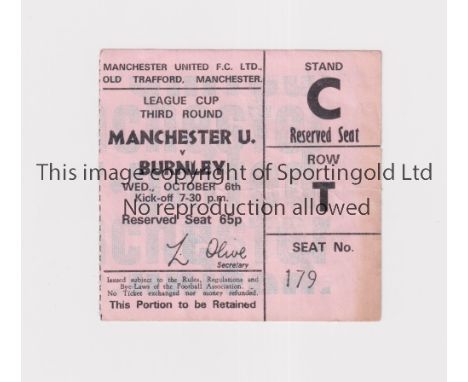 MANCHESTER UNITED F.C. LTD.,
OLD TRAFFORD, MANCHESTER.
LEAGUE CUP
THIRD ROUND
MANCHESTER U.
v
BURNLEY
WED., OCTOBER 6th
Kick-off 7-30 p.m.
Reserved Seat 65p
L. Olive
Secretary
Issued subject to the Rules, Regulations and
Bye-Laws of the Football Association.
No Ticket exchanged nor money refunded.
This Portion to be Retained
STAND
C
Reserved Seat
ROW
T
SEAT No.
179
This image copyright of Sportingold Ltd
No reproduction allowed